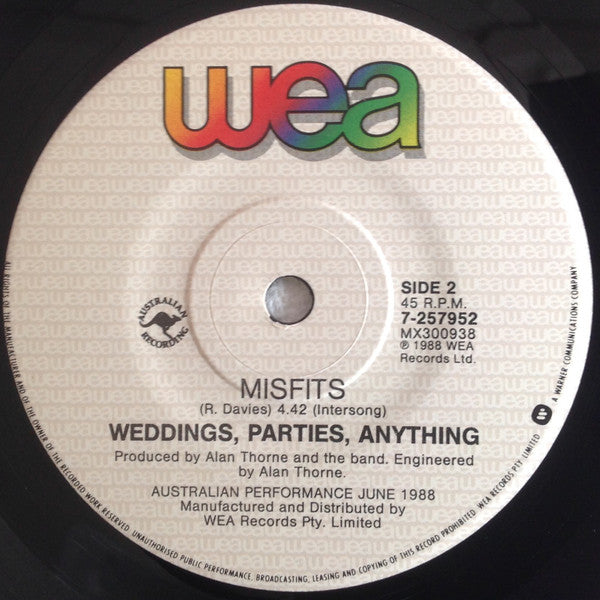 wea
AUSTRALIAN
RECORDING
SIDE 2
45 R.P.M.
7-257952
MX300938
℗ 1988 WEA
Records Ltd.
MISFITS
(R. Davies) 4.42 (Intersong)
WEDDINGS, PARTIES, ANYTHING
Produced by Alan Thorne and the band. Engineered
by Alan Thorne.
AUSTRALIAN PERFORMANCE JUNE 1988
Manufactured and Distributed by
WEA Records Pty. Limited
ALL RIGHTS OF THE MANUFACTURER AND OF THE OWNER OF THE RECORDED WORK RESERVED. UNAUTHORISED PUBLIC PERFORMANCE, BROADCASTING, LEASING AND COPYING OF THIS RECORD PROHIBITED. WEA RECORDS PTY. LIMITED.
A WARNER COMMUNICATIONS COMPANY